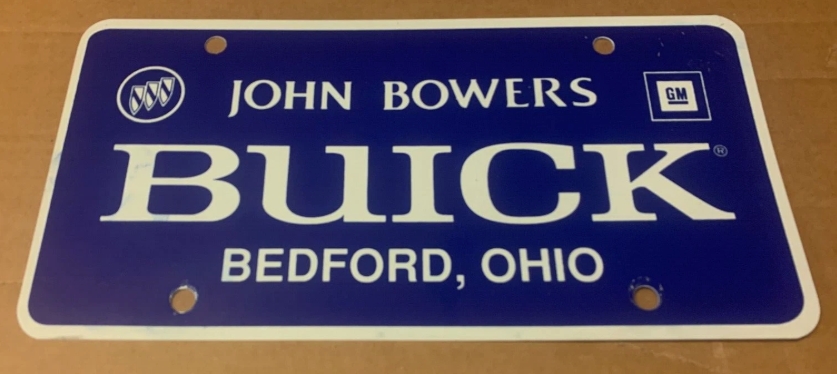 JOHN BOWERS
GM
BUICK®
BEDFORD, OHIO